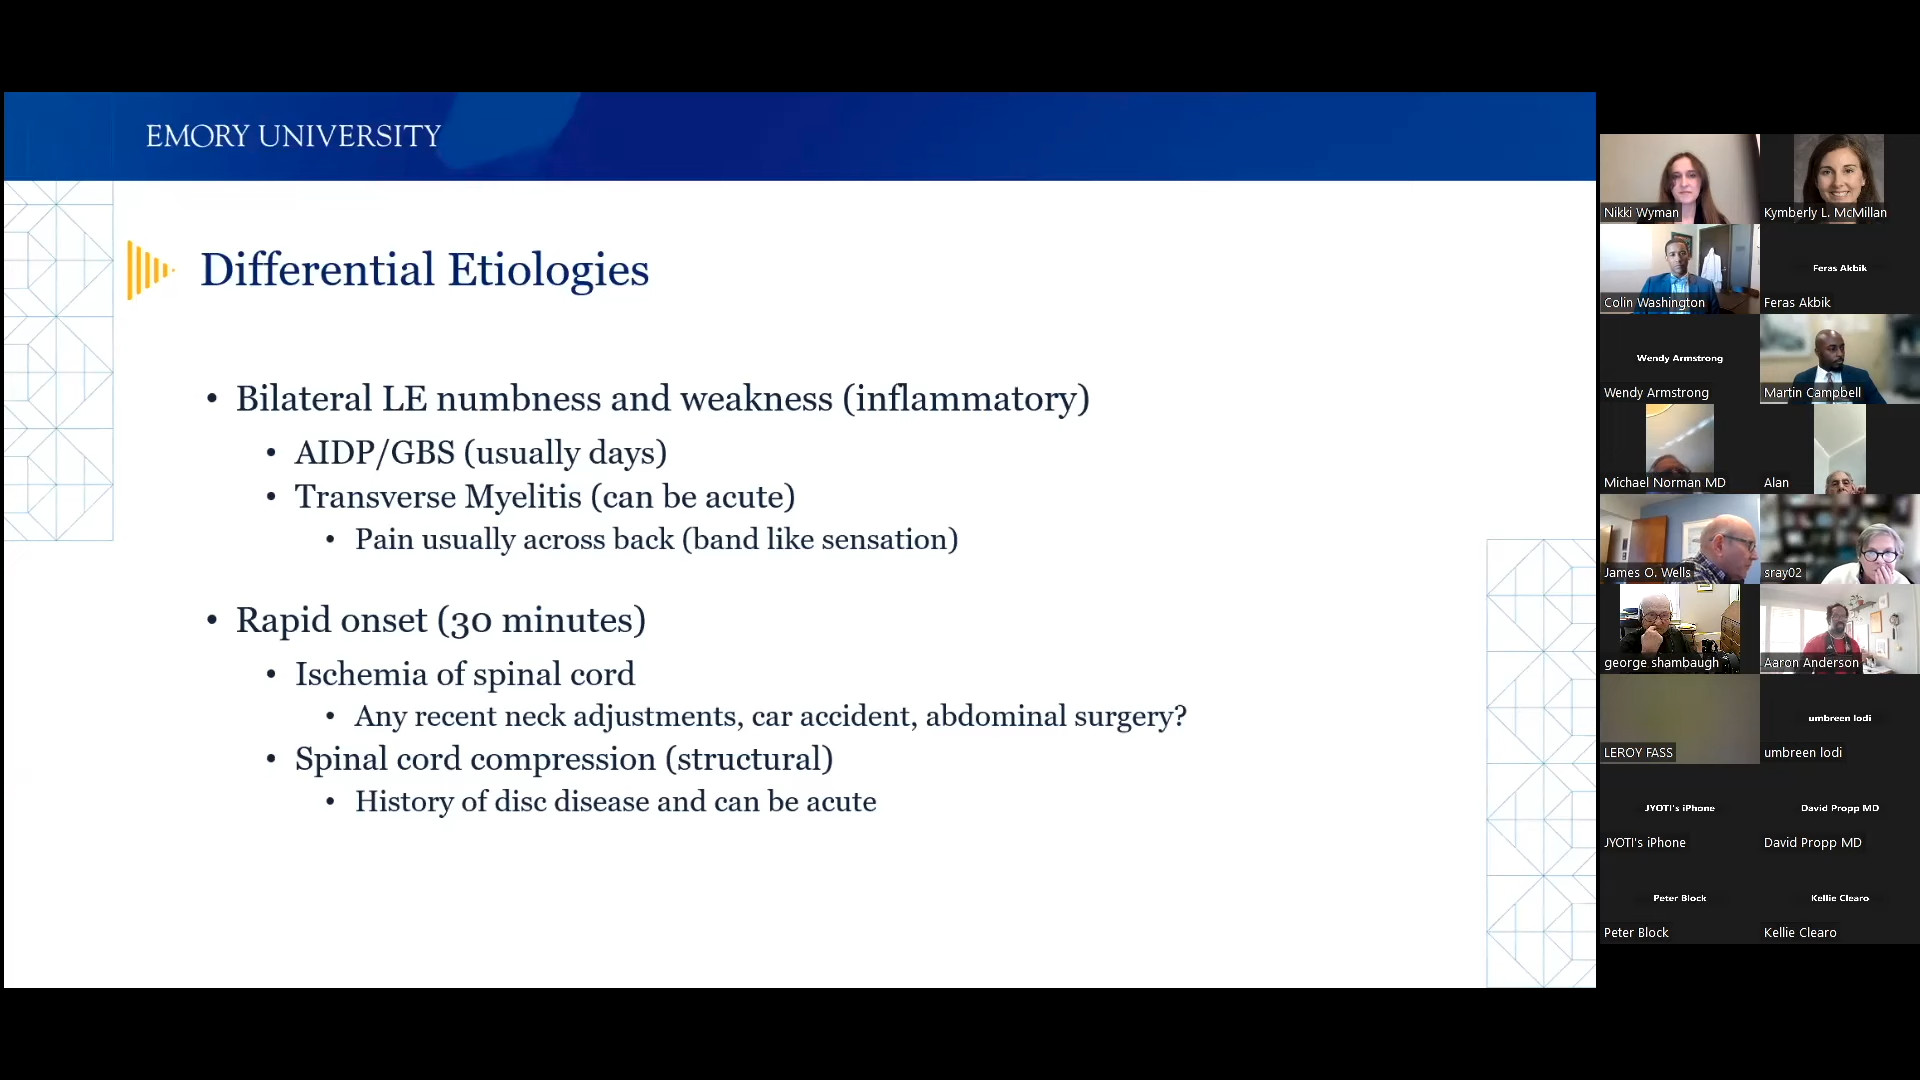 EMORY UNIVERSITY
Differential Etiologies
• Bilateral LE numbness and weakness (inflammatory)
• AIDP/GBS (usually days)
• Transverse Myelitis (can be acute)
• Pain usually across back (band like sensation)
• Rapid onset (30 minutes)
• Ischemia of spinal cord
• Any recent neck adjustments, car accident, abdominal surgery?
• Spinal cord compression (structural)
• History of disc disease and can be acute
Nikki Wyman
Kymberly L. McMillan
Colin Washington
Feras Akbik
Feras Akbik
Wendy Armstrong
Wendy Armstrong
Martin Campbell
Michael Norman MD
Alan
James O. Wells
sray02
george shambaugh
Aaron Anderson
LEROY FASS
umbreen lodi
umbreen lodi
JYOTI's iPhone
JYOTI's iPhone
David Propp MD
David Propp MD
Peter Block
Peter Block
Kellie Clearo
Kellie Clearo